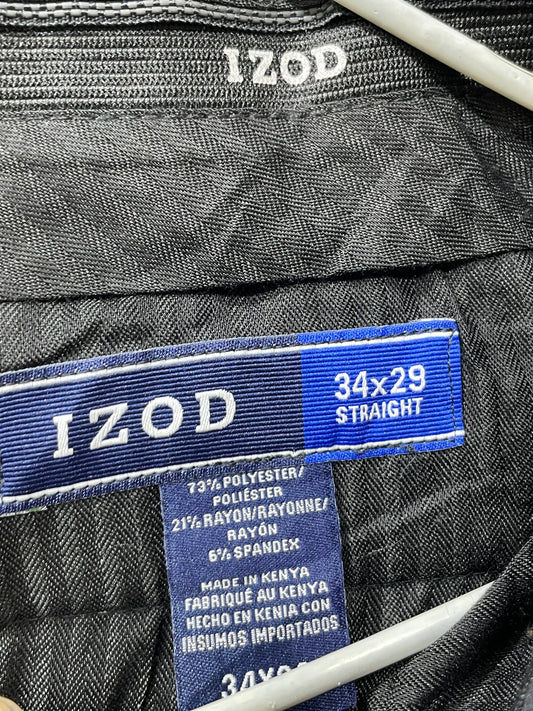 IZOD
IZOD
34x29
STRAIGHT
73% POLYESTER/
POLIÉSTER
21% RAYON/RAYONNE/
RAYÓN
6% SPANDEX
MADE IN KENYA
FABRIQUÉ AU KENYA
HECHO EN KENIA CON
INSUMOS IMPORTADOS